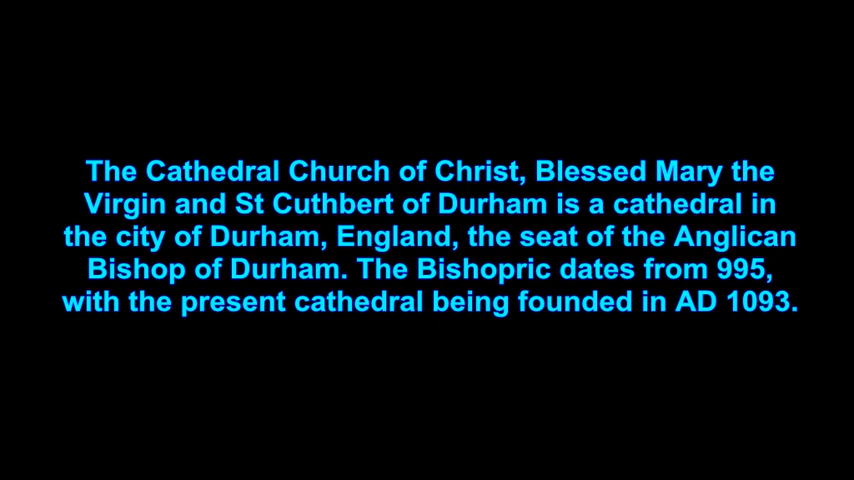 The Cathedral Church of Christ, Blessed Mary the
Virgin and St Cuthbert of Durham is a cathedral in
the city of Durham, England, the seat of the Anglican
Bishop of Durham. The Bishopric dates from 995,
with the present cathedral being founded in AD 1093.